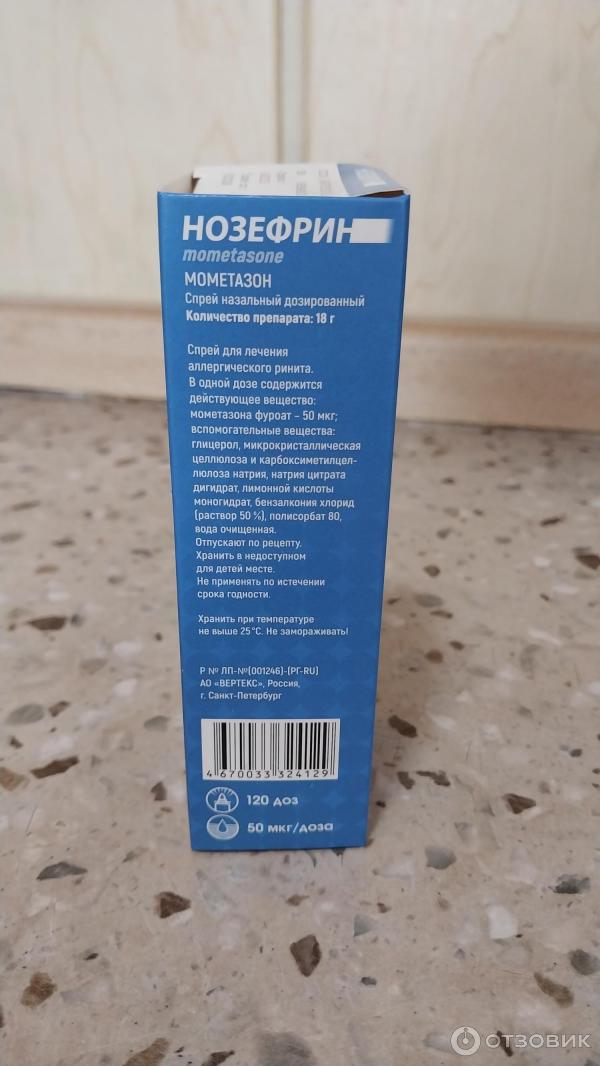 НОЗЕФРИН
mometasone
МОМЕТАЗОН
Спрей назальный дозированный
Количество препарата: 18 г
Спрей для лечения
аллергического ринита.
В одной дозе содержится
действующее вещество:
мометазона фуроат – 50 мкг;
вспомогательные вещества:
глицерол, микрокристаллическая
целлюлоза и карбоксиметилцел-
люлоза натрия, натрия цитрата
дигидрат, лимонной кислоты
моногидрат, бензалкония хлорид
(раствор 50 %), полисорбат 80,
вода очищенная.
Отпускают по рецепту.
Хранить в недоступном
для детей месте.
Не применять по истечении
срока годности.
Хранить при температуре
не выше 25 °С. Не замораживать!
Р № ЛП-№(001246)-(РГ-RU)
АО «ВЕРТЕКС», Россия,
г. Санкт-Петербург
4 670033 324129
120 доз
50 мкг/доза
ОТЗОВИК